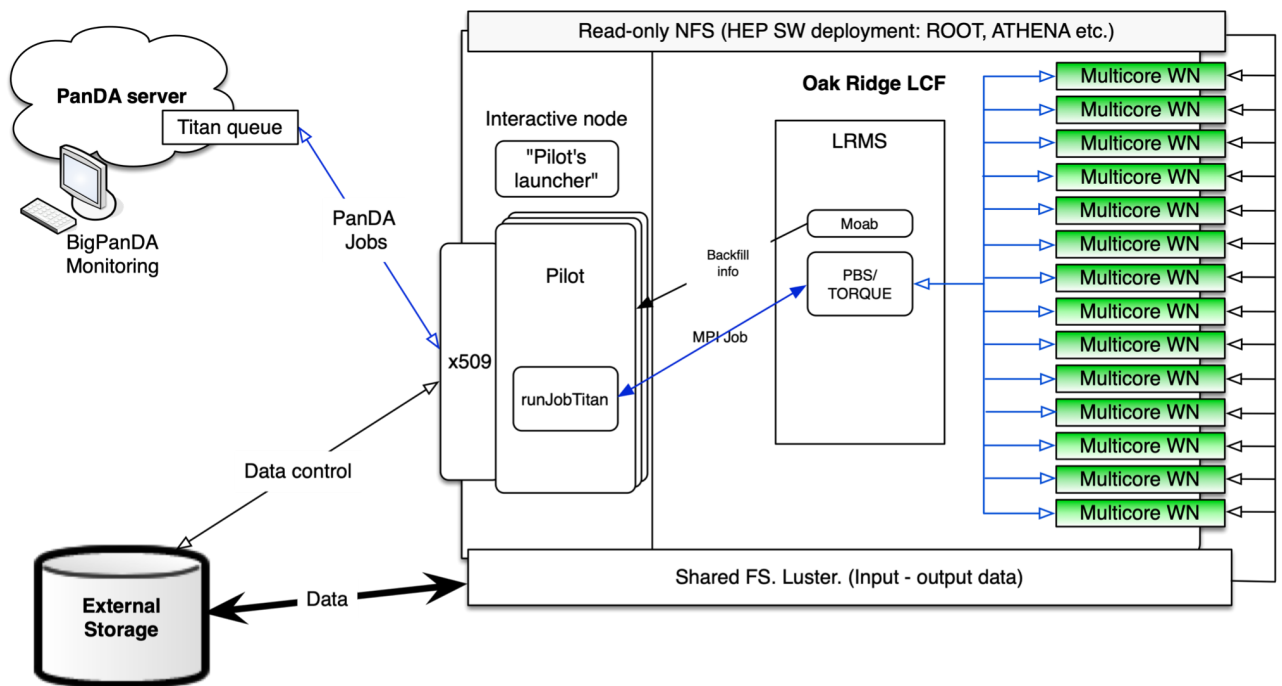 Read-only NFS (HEP SW deployment: ROOT, ATHENA etc.)
PanDA server
Titan queue
BigPanDA
Monitoring
PanDA
Jobs
Interactive node
"Pilot's
launcher"
Pilot
x509
runJobTitan
Oak Ridge LCF
LRMS
Moab
Backfill
info
PBS/
TORQUE
MPI Job
Multicore WN
Multicore WN
Multicore WN
Multicore WN
Multicore WN
Multicore WN
Multicore WN
Multicore WN
Multicore WN
Multicore WN
Multicore WN
Multicore WN
Multicore WN
Multicore WN
Data control
External
Storage
Data
Shared FS. Luster. (Input - output data)